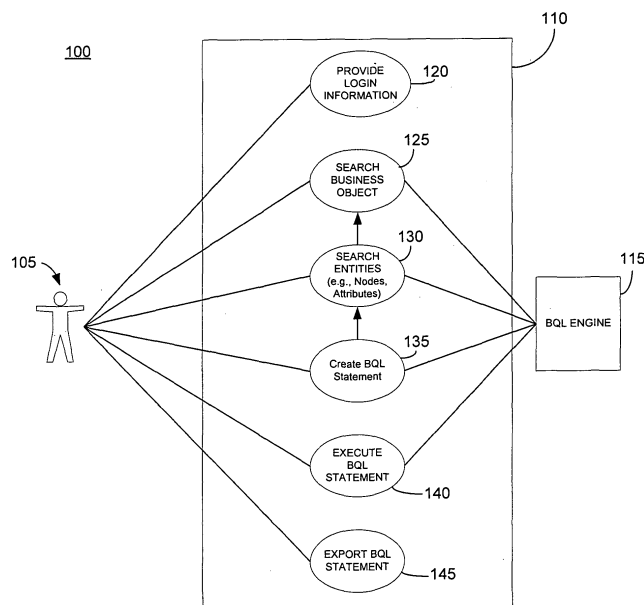 100
110
PROVIDE
LOGIN
INFORMATION
120
125
SEARCH
BUSINESS
OBJECT
105
SEARCH
ENTITIES
(e.g., Nodes,
Attributes)
130
115
BQL ENGINE
135
Create BQL
Statement
EXECUTE
BQL
STATEMENT
140
EXPORT BQL
STATEMENT
145